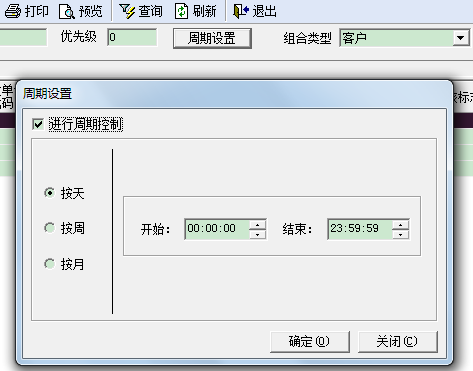 打印 预览 查询 刷新 退出
优先级 0 周期设置 组合类型 客户
周期设置
进行周期控制
按天
按周
按月
开始： 00:00:00 结束： 23:59:59
确定(O) 关闭(C)